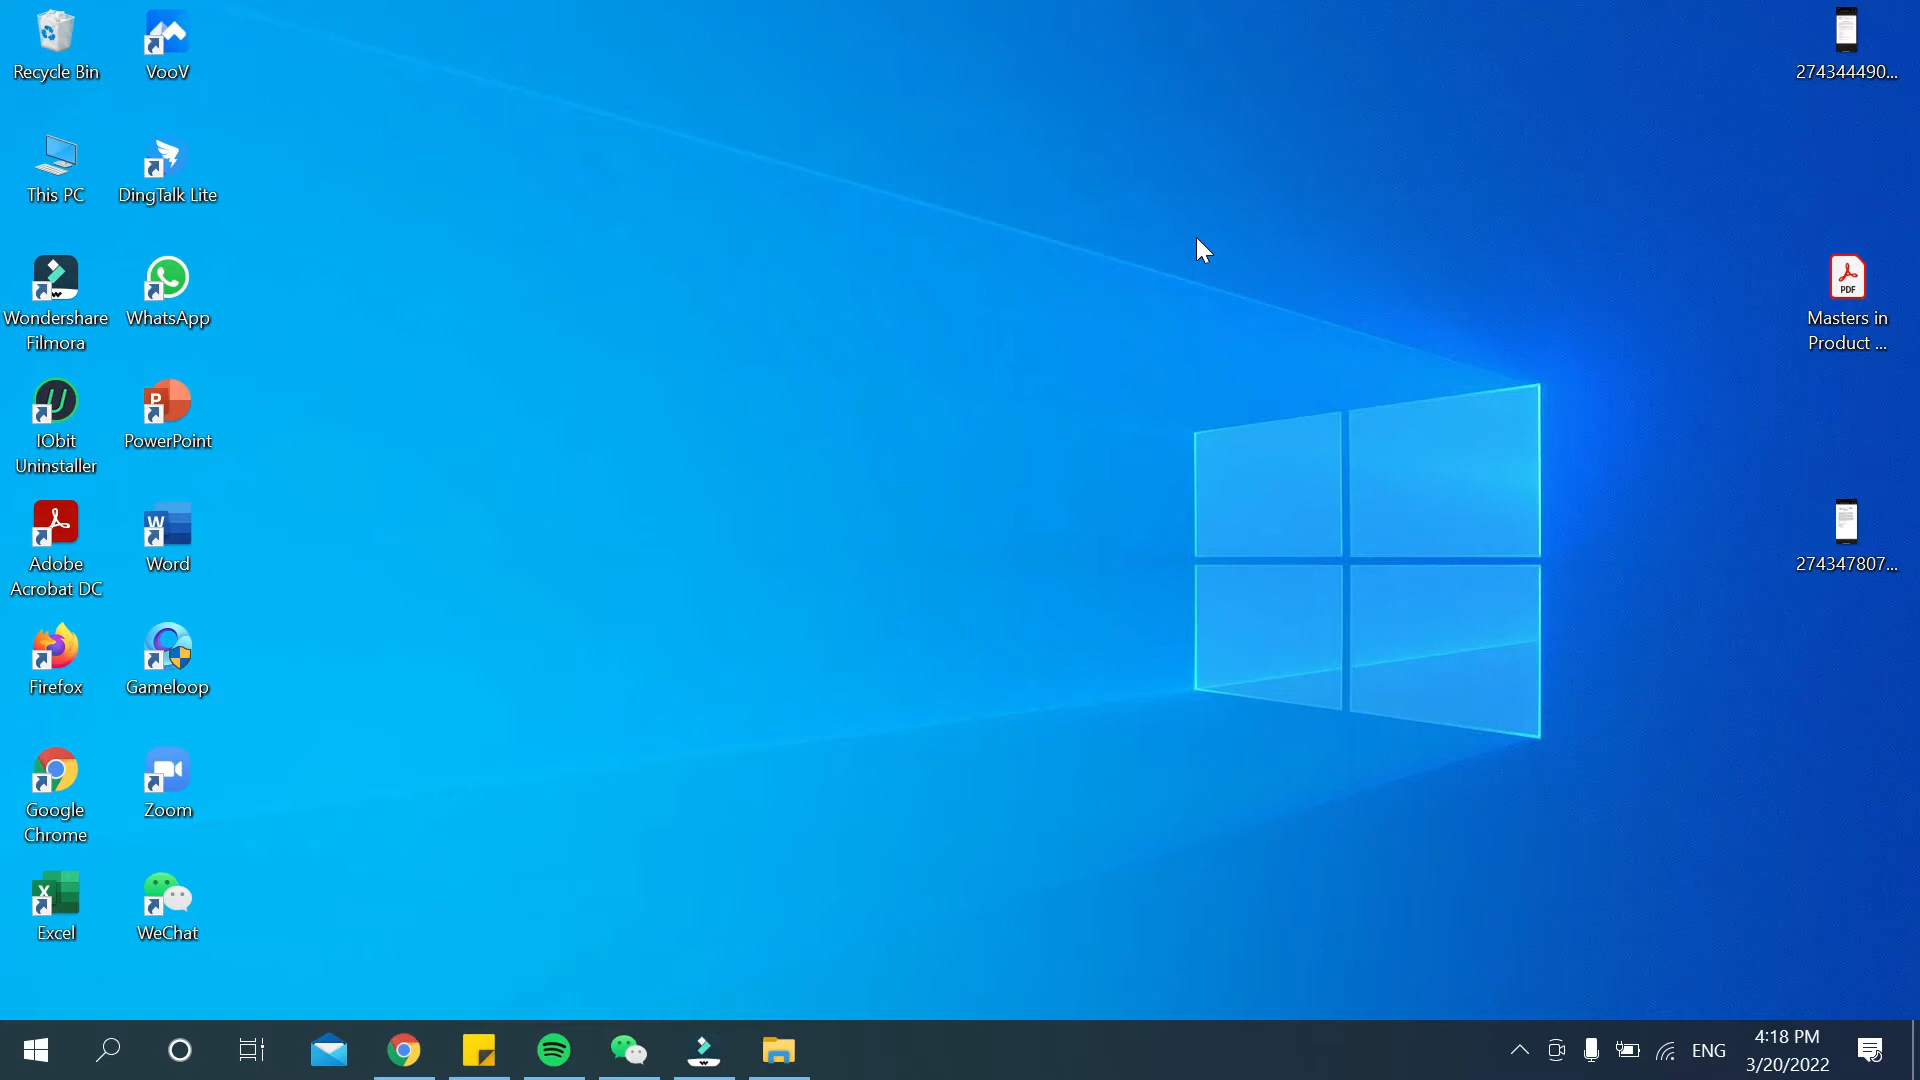 Recycle Bin
VooV
This PC
DingTalk Lite
Wondershare
Filmora
WhatsApp
IObit
Uninstaller
PowerPoint
Adobe
Acrobat DC
Word
Firefox
Gameloop
Google
Chrome
Zoom
Excel
WeChat
274344490...
PDF
Masters in
Product ...
274347807...
ENG
4:18 PM
3/20/2022